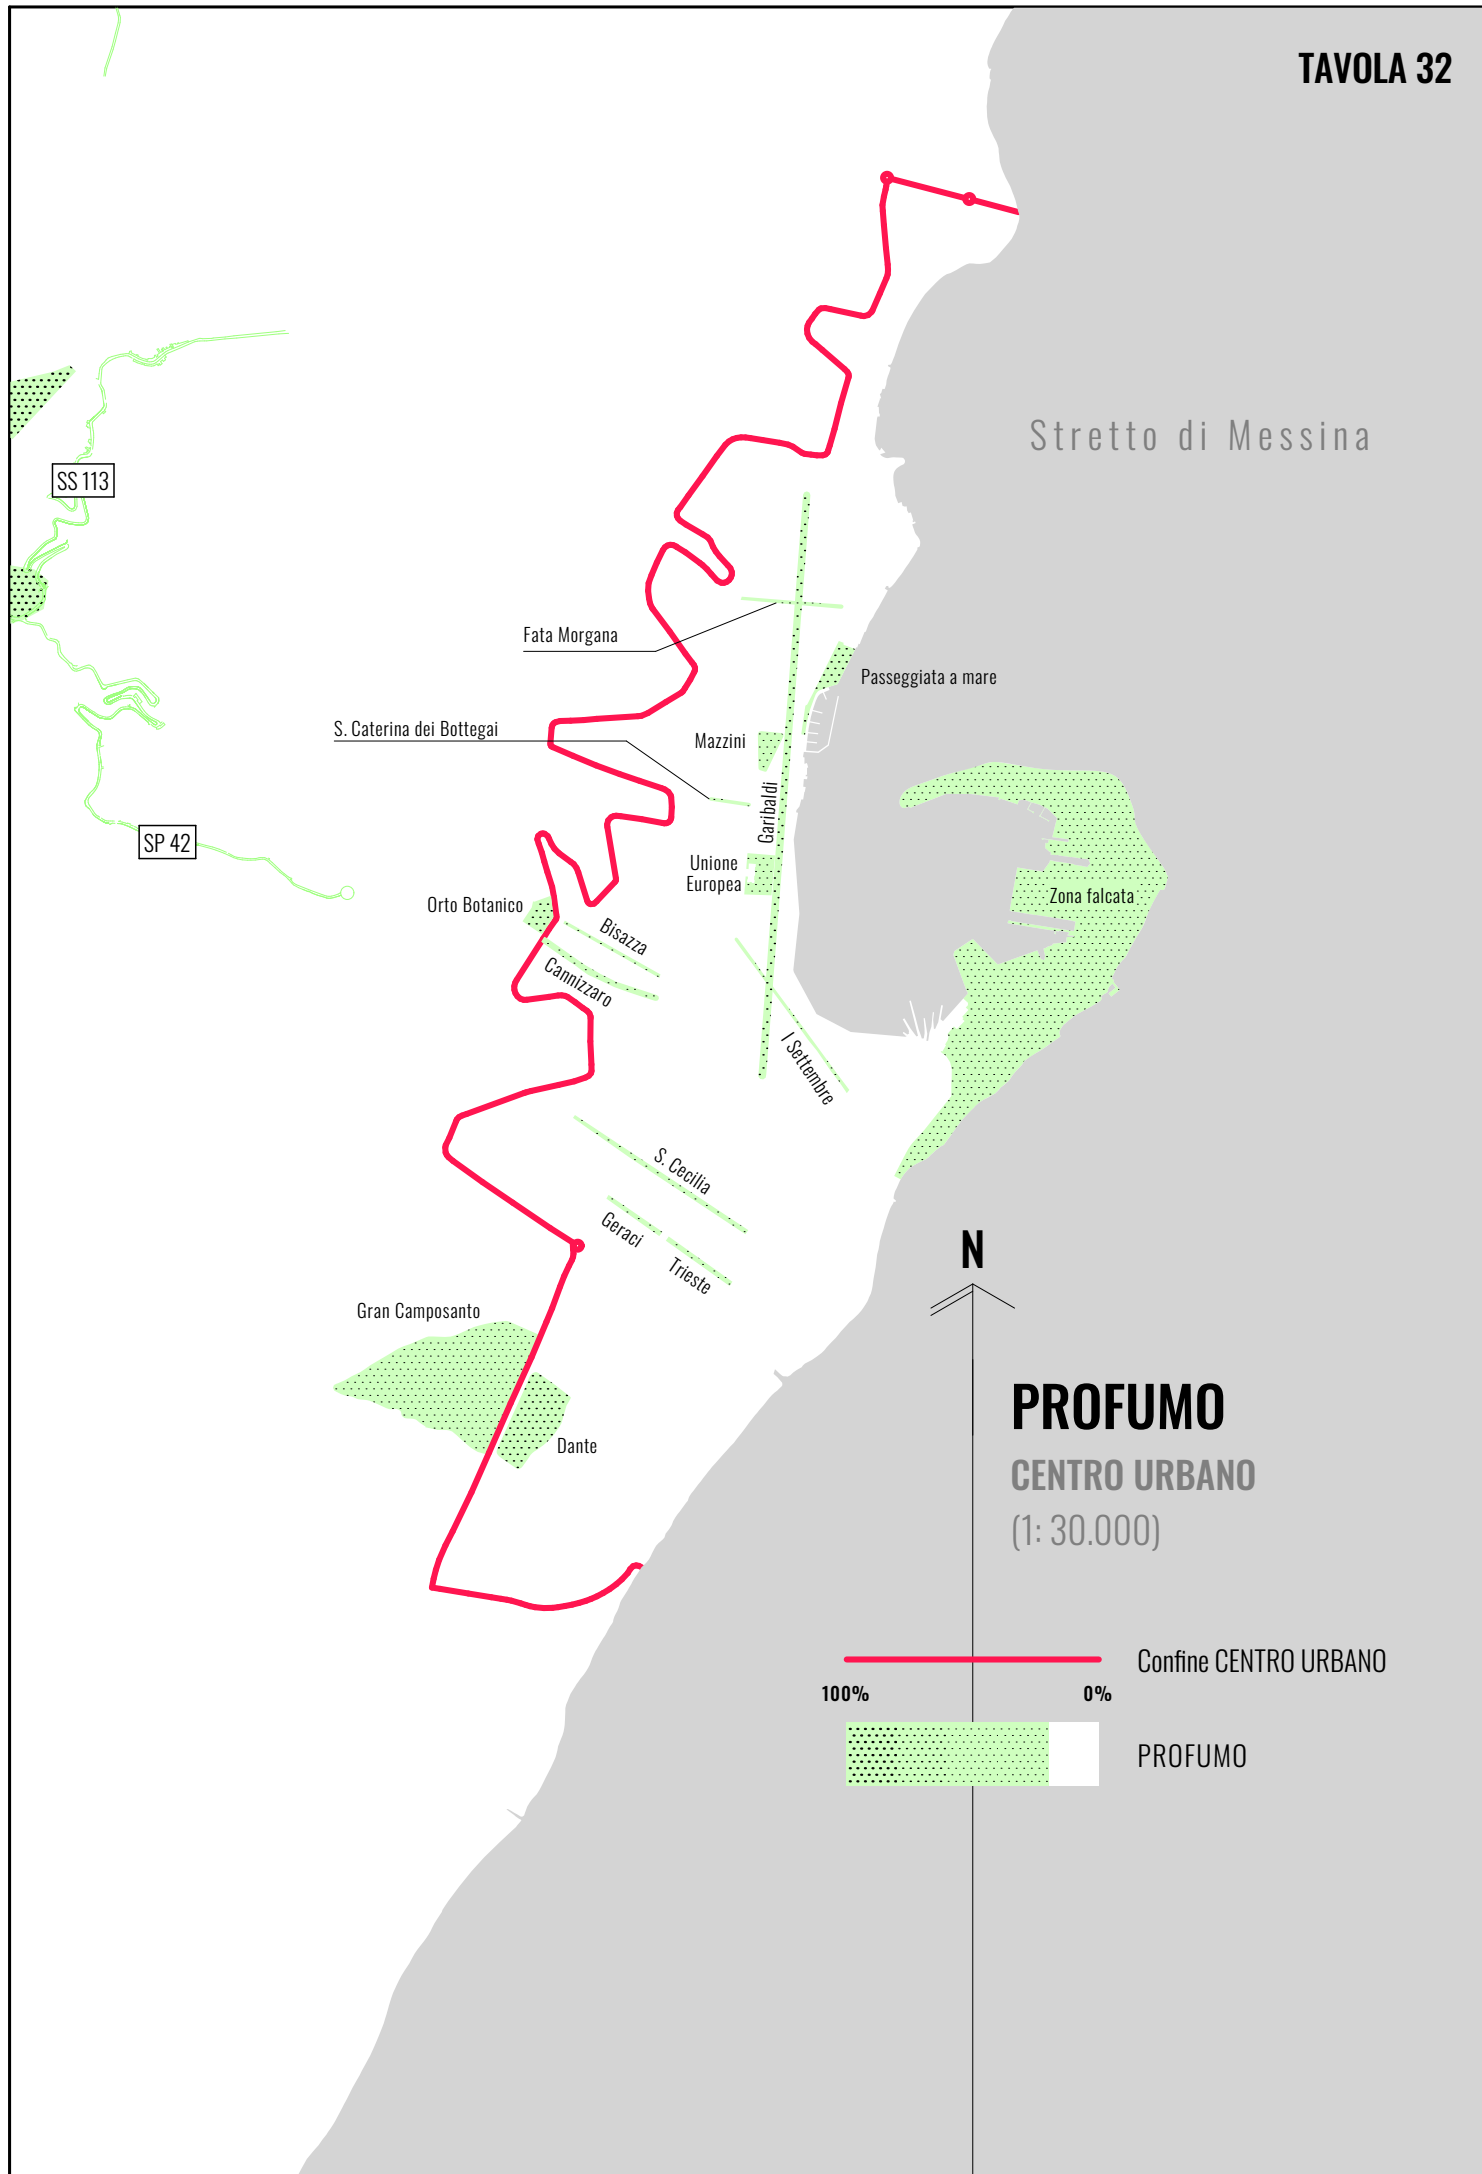 TAVOLA 32
Stretto di Messina
SS 113
Fata Morgana
Passeggiata a mare
S. Caterina dei Bottegai
Mazzini
Garibaldi
SP 42
Unione
Europea
Zona falcata
Orto Botanico
Bisazza
Cannizzaro
I Settembre
S. Cecilia
Geraci
Trieste
N
Gran Camposanto
Dante
PROFUMO
CENTRO URBANO
(1: 30.000)
Confine CENTRO URBANO
100% 0%
PROFUMO